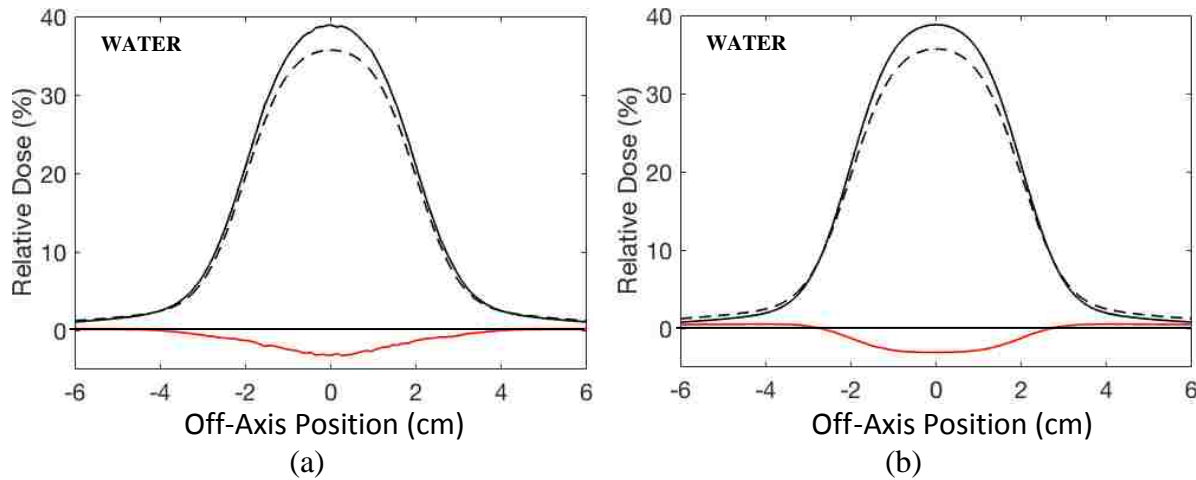 WATER
Relative Dose (%)
40
30
20
10
0
-6 -4 -2 0 2 4 6
Off-Axis Position (cm)
(a)
WATER
Relative Dose (%)
40
30
20
10
0
-6 -4 -2 0 2 4 6
Off-Axis Position (cm)
(b)